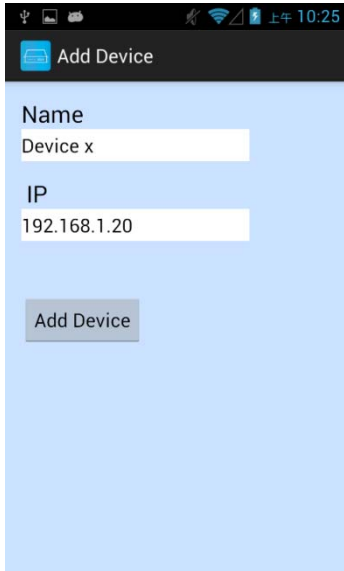 上午 10:25
Add Device
Name
Device x
IP
192.168.1.20
Add Device